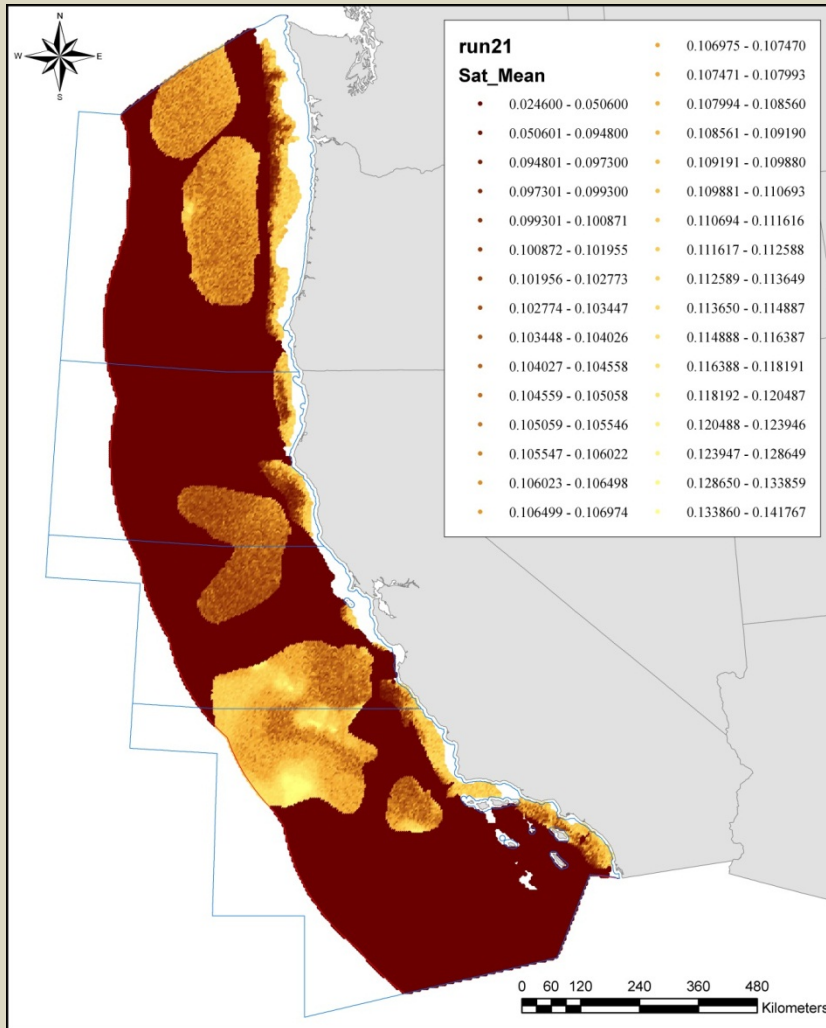 N
W E
S
run21
Sat_Mean
0.024600 - 0.050600
0.050601 - 0.094800
0.094801 - 0.097300
0.097301 - 0.099300
0.099301 - 0.100871
0.100872 - 0.101955
0.101956 - 0.102773
0.102774 - 0.103447
0.103448 - 0.104026
0.104027 - 0.104558
0.104559 - 0.105058
0.105059 - 0.105546
0.105547 - 0.106022
0.106023 - 0.106498
0.106499 - 0.106974
0.106975 - 0.107470
0.107471 - 0.107993
0.107994 - 0.108560
0.108561 - 0.109190
0.109191 - 0.109880
0.109881 - 0.110693
0.110694 - 0.111616
0.111617 - 0.112588
0.112589 - 0.113649
0.113650 - 0.114887
0.114888 - 0.116387
0.116388 - 0.118191
0.118192 - 0.120487
0.120488 - 0.123946
0.123947 - 0.128649
0.128650 - 0.133859
0.133860 - 0.141767
0 60 120 240 360 480
Kilometers